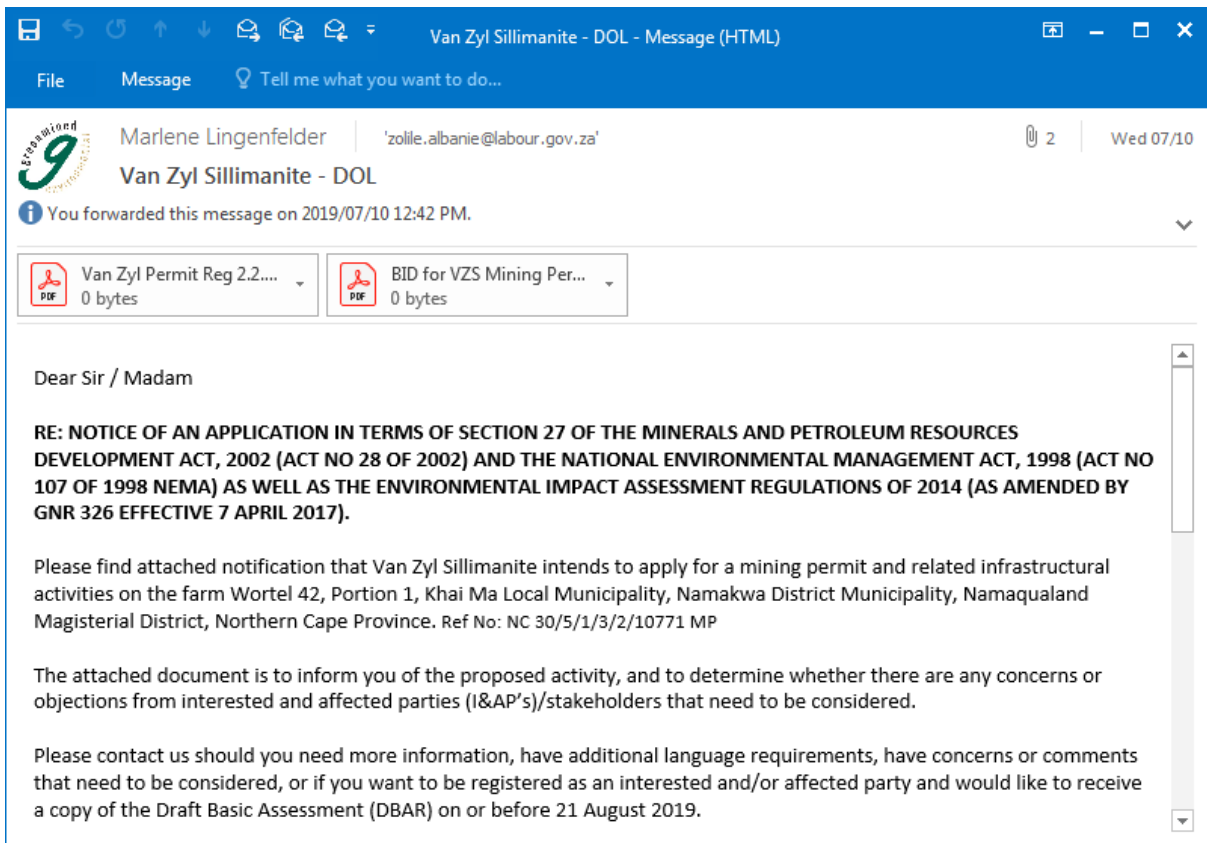 Van Zyl Sillimanite - DOL - Message (HTML)
File Message Tell me what you want to do...
greenmined
Marlene Lingenfelder 'zolile.albanie@labour.gov.za' 2 Wed 07/10
Van Zyl Sillimanite - DOL
You forwarded this message on 2019/07/10 12:42 PM.
Van Zyl Permit Reg 2.2.... BID for VZS Mining Per...
PDF 0 bytes PDF 0 bytes
Dear Sir / Madam
RE: NOTICE OF AN APPLICATION IN TERMS OF SECTION 27 OF THE MINERALS AND PETROLEUM RESOURCES
DEVELOPMENT ACT, 2002 (ACT NO 28 OF 2002) AND THE NATIONAL ENVIRONMENTAL MANAGEMENT ACT, 1998 (ACT NO
107 OF 1998 NEMA) AS WELL AS THE ENVIRONMENTAL IMPACT ASSESSMENT REGULATIONS OF 2014 (AS AMENDED BY
GNR 326 EFFECTIVE 7 APRIL 2017).
Please find attached notification that Van Zyl Sillimanite intends to apply for a mining permit and related infrastructural
activities on the farm Wortel 42, Portion 1, Khai Ma Local Municipality, Namakwa District Municipality, Namaqualand
Magisterial District, Northern Cape Province. Ref No: NC 30/5/1/3/2/10771 MP
The attached document is to inform you of the proposed activity, and to determine whether there are any concerns or
objections from interested and affected parties (I&AP's)/stakeholders that need to be considered.
Please contact us should you need more information, have additional language requirements, have concerns or comments
that need to be considered, or if you want to be registered as an interested and/or affected party and would like to receive
a copy of the Draft Basic Assessment (DBAR) on or before 21 August 2019.